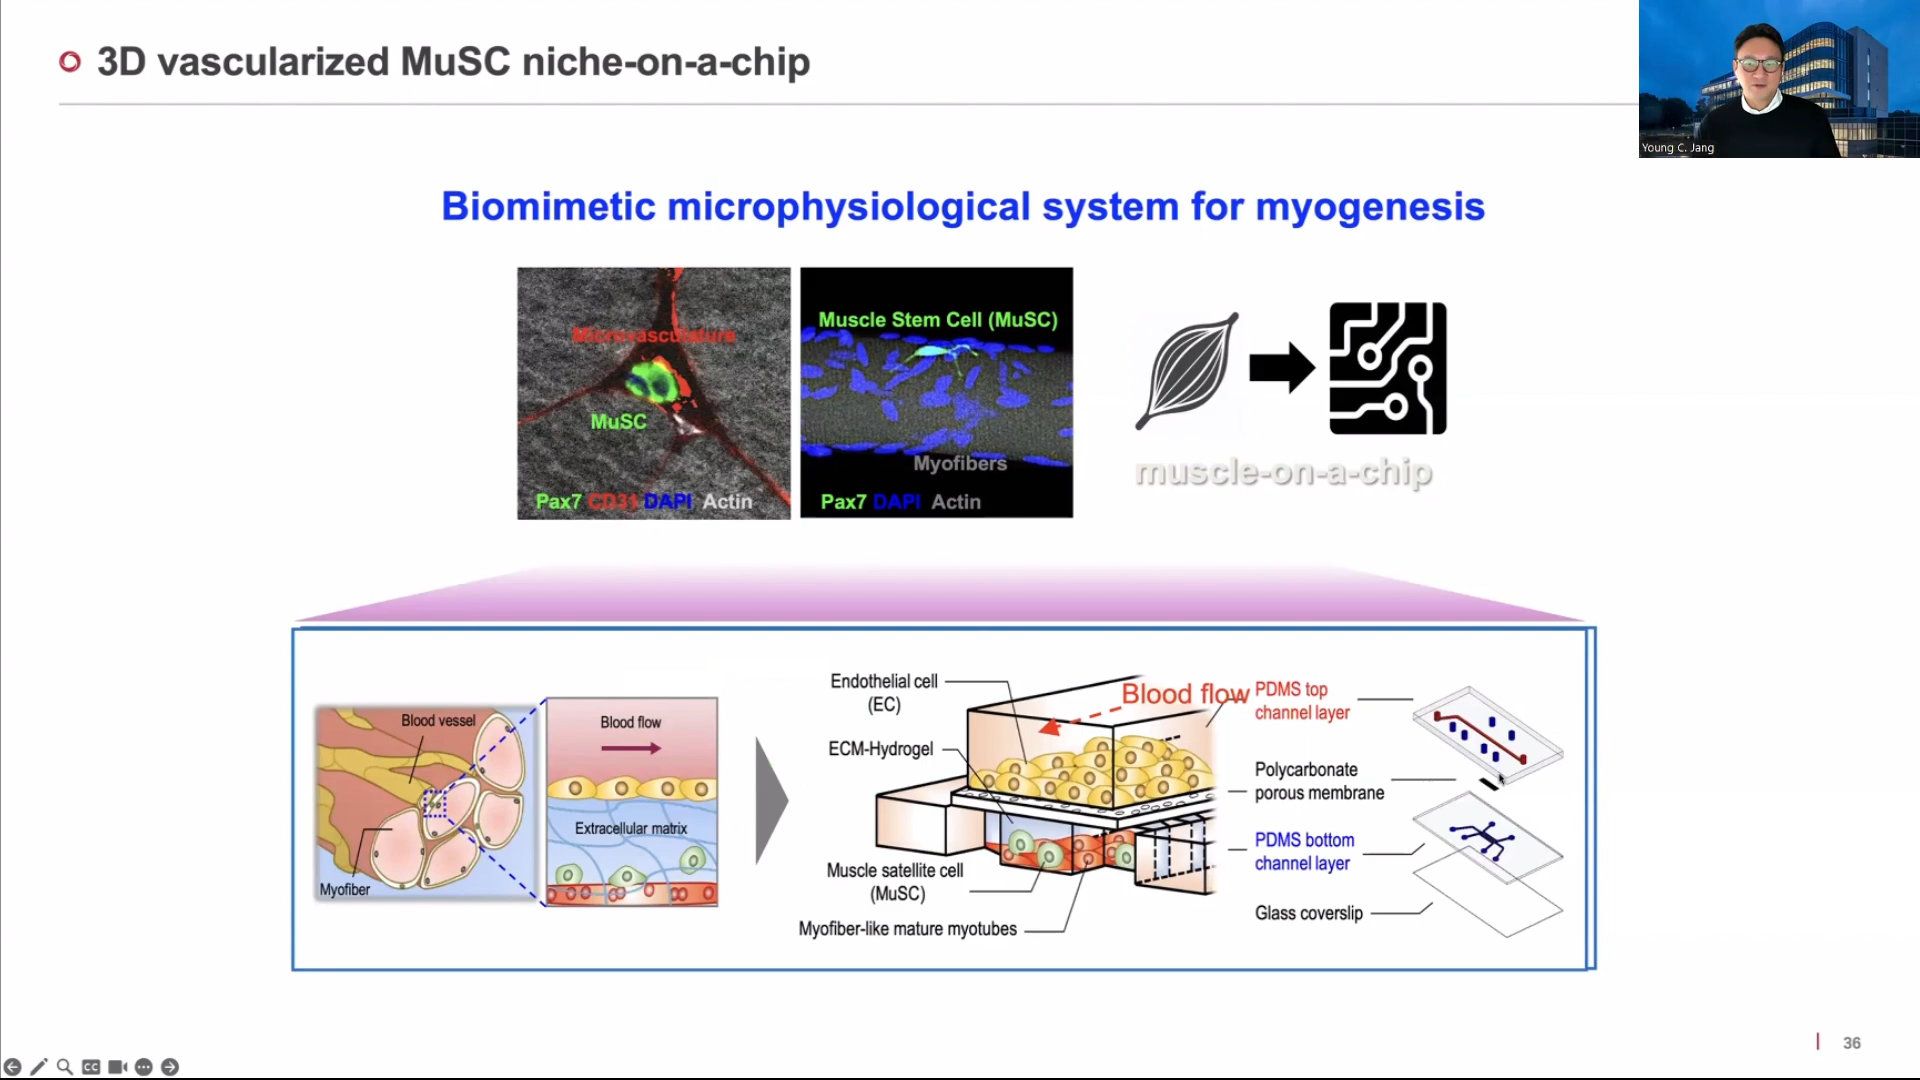 3D vascularized MuSC niche-on-a-chip
Young C. Jang
Biomimetic microphysiological system for myogenesis
Microvasculature
MuSC
Pax7 CD31 DAPI Actin
Muscle Stem Cell (MuSC)
Myofibers
Pax7 DAPI Actin
muscle-on-a-chip
Blood vessel
Myofiber
Blood flow
Extracellular matrix
Endothelial cell
(EC)
ECM-Hydrogel
Muscle satellite cell
(MuSC)
Myofiber-like mature myotubes
Blood flow
PDMS top
channel layer
Polycarbonate
porous membrane
PDMS bottom
channel layer
Glass coverslip
36
CC